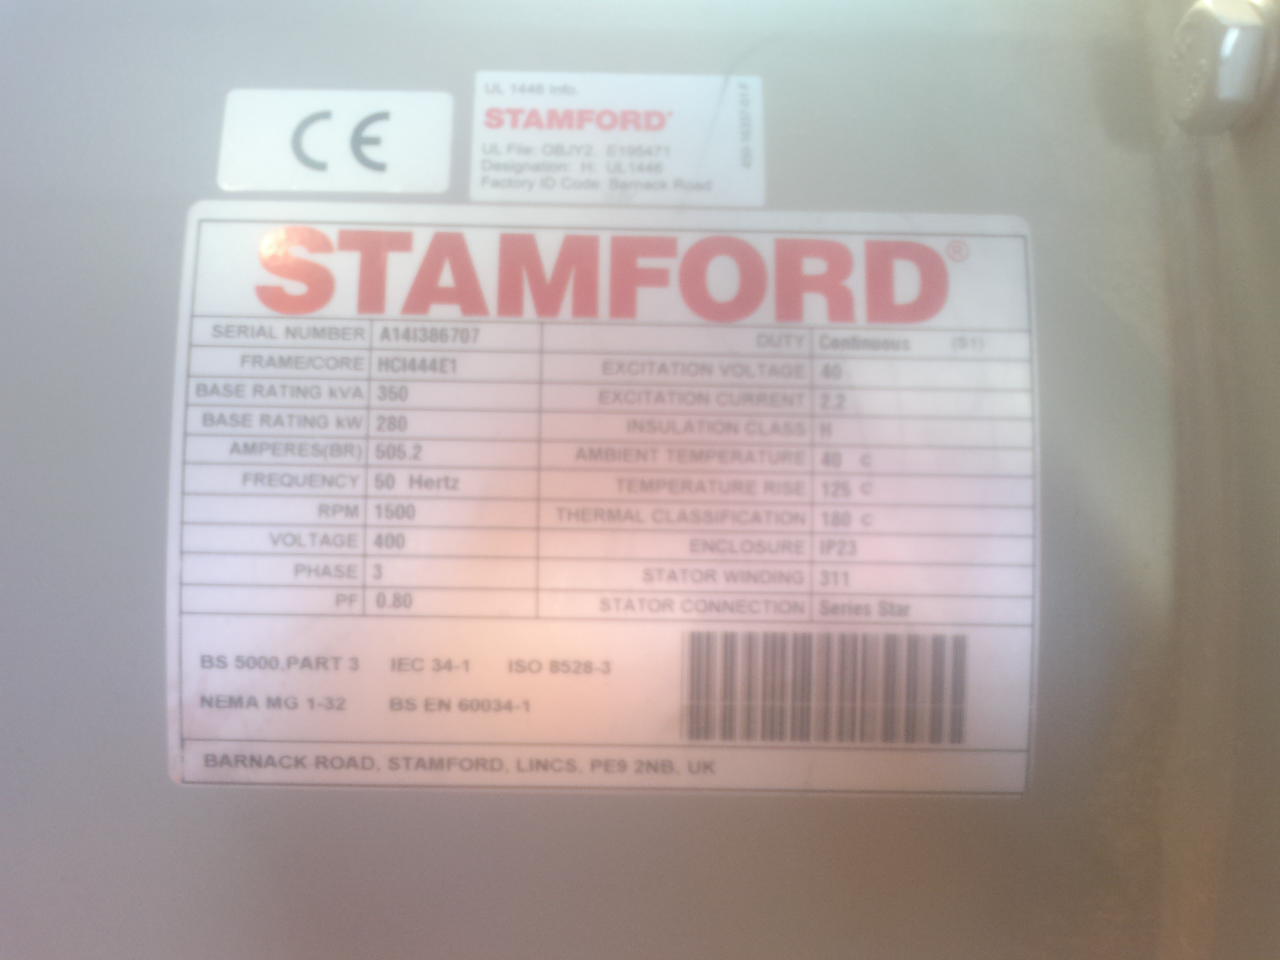 CE
UL 1446 Info.
STAMFORD
UL File: OBJY2. E195471
Designation: H: UL1446
Factory ID Code: Barnack Road
STAMFORD®
SERIAL NUMBER A14I386707 DUTY Continuous (S1)
FRAME/CORE HCI444E1 EXCITATION VOLTAGE 40
BASE RATING kVA 350 EXCITATION CURRENT 2.2
BASE RATING kW 280 INSULATION CLASS H
AMPERES(BR) 505.2 AMBIENT TEMPERATURE 40 C
FREQUENCY 50 Hertz TEMPERATURE RISE 125 C
RPM 1500 THERMAL CLASSIFICATION 180 C
VOLTAGE 400 ENCLOSURE IP23
PHASE 3 STATOR WINDING 311
PF 0.80 STATOR CONNECTION Series Star
BS 5000,PART 3 IEC 34-1 ISO 8528-3
NEMA MG 1-32 BS EN 60034-1
BARNACK ROAD, STAMFORD, LINCS, PE9 2NB, UK